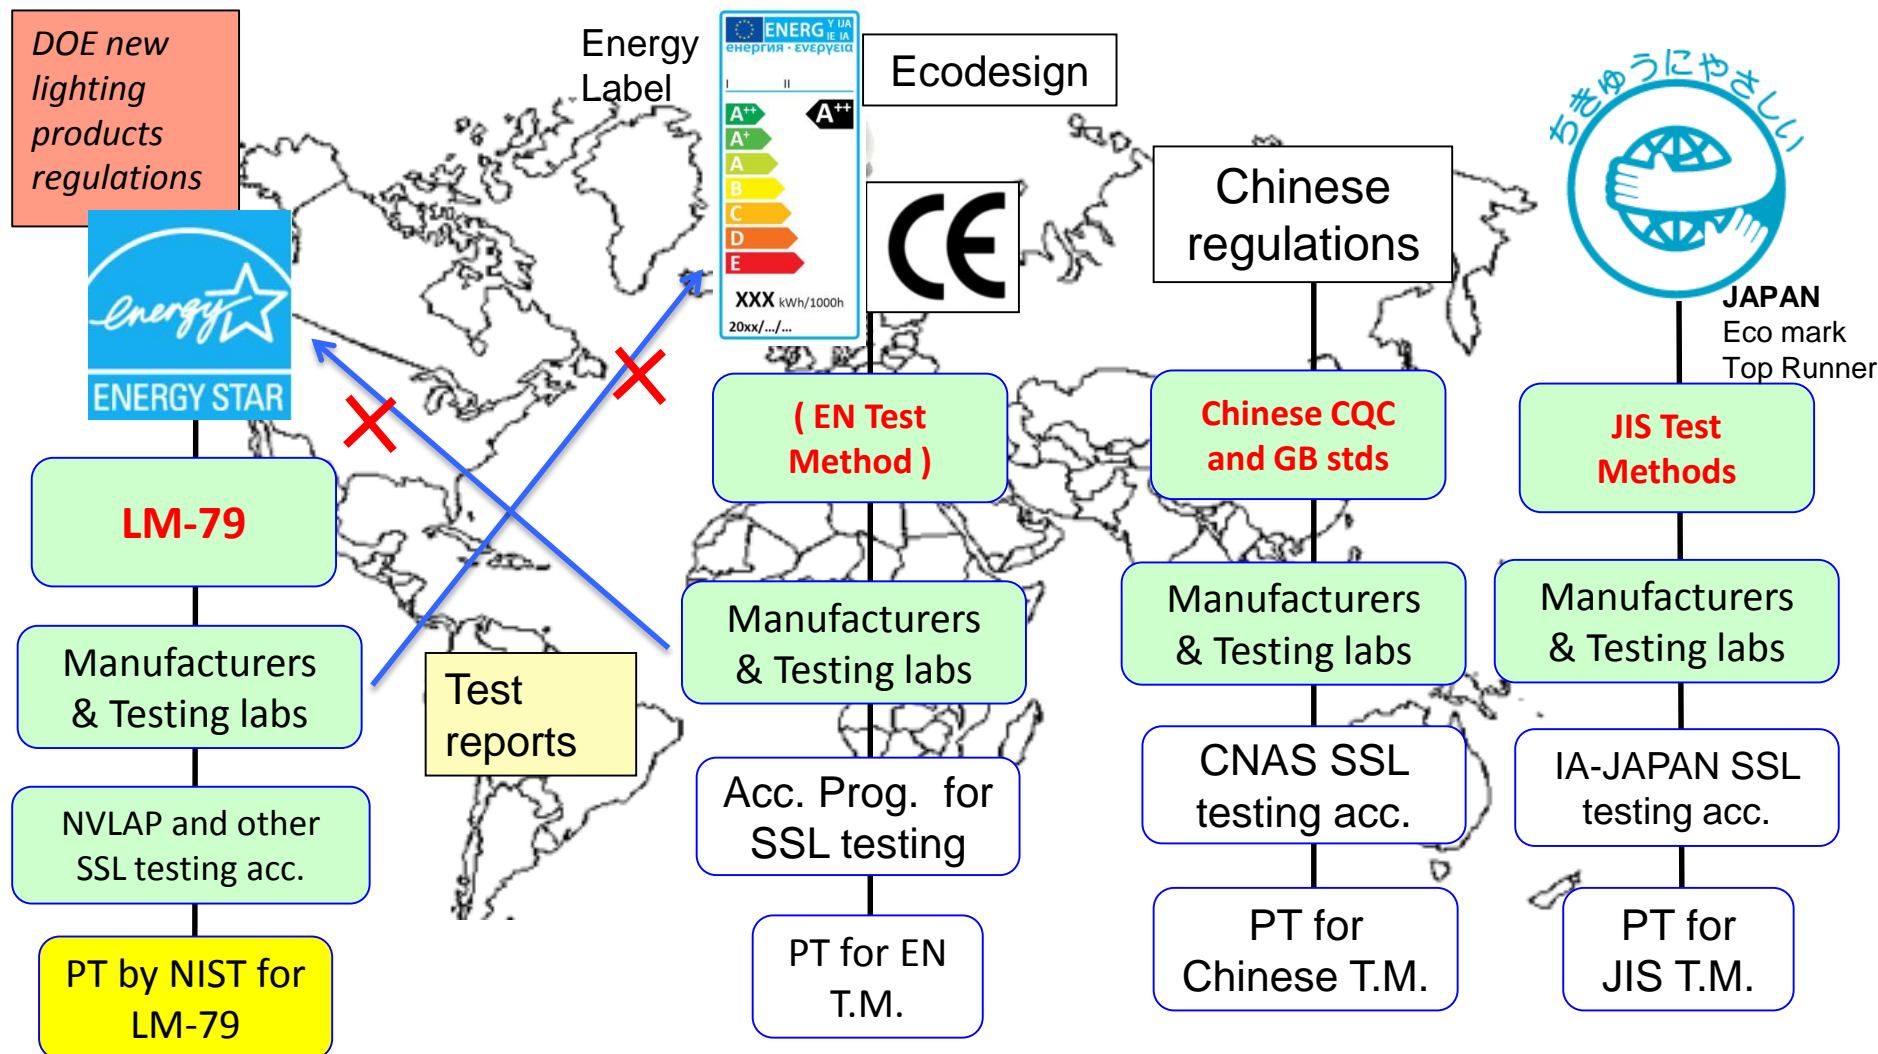 DOE new
lighting
products
regulations
energy
ENERGY STAR
LM-79
Manufacturers
& Testing labs
NVLAP and other
SSL testing acc.
PT by NIST for
LM-79
Energy
Label
ENERG Y IJA
IE IA
енергия · ενεργεια
I II
A++ A++
A+
A
B
C
D
E
XXX kWh/1000h
20xx/.../...
Ecodesign
CE
( EN Test
Method )
Manufacturers
& Testing labs
Test
reports
Acc. Prog. for
SSL testing
PT for EN
T.M.
Chinese
regulations
Chinese CQC
and GB stds
Manufacturers
& Testing labs
CNAS SSL
testing acc.
PT for
Chinese T.M.
ちきゅうにやさしい
JAPAN
Eco mark
Top Runner
JIS Test
Methods
Manufacturers
& Testing labs
IA-JAPAN SSL
testing acc.
PT for
JIS T.M.